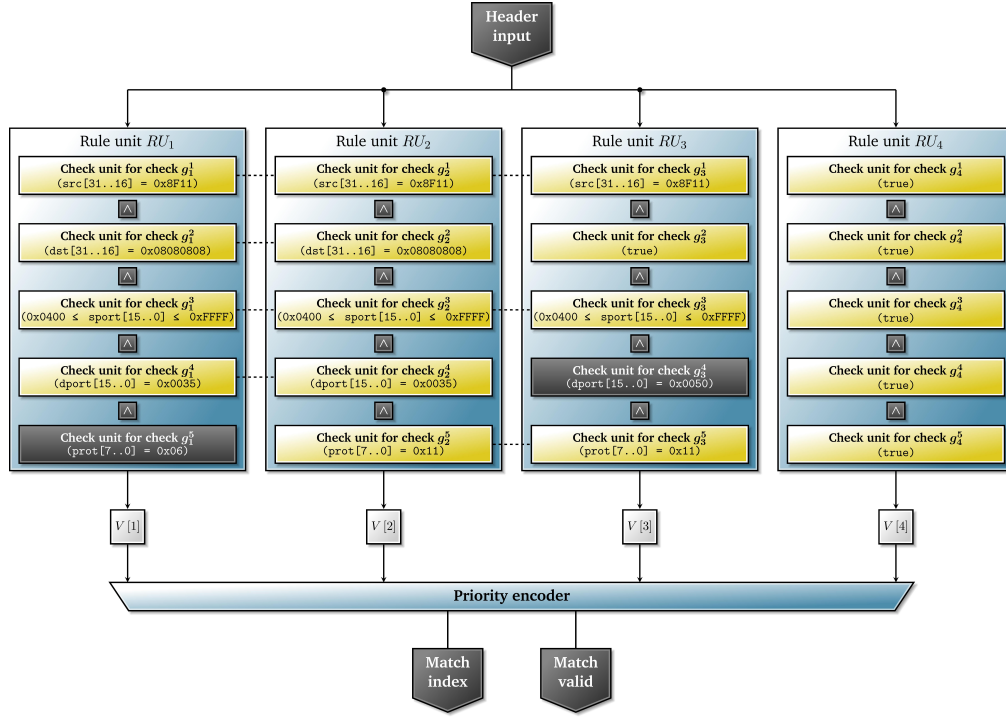 Header
input
Rule unit RU₁
Check unit for check g₁¹
(src[31..16] = 0x8F11)
∧
Check unit for check g₁²
(dst[31..16] = 0x08080808)
∧
Check unit for check g₁³
(0x0400 ≤ sport[15..0] ≤ 0xFFFF)
∧
Check unit for check g₁⁴
(dport[15..0] = 0x0035)
∧
Check unit for check g₁⁵
(prot[7..0] = 0x06)
Rule unit RU₂
Check unit for check g₂¹
(src[31..16] = 0x8F11)
∧
Check unit for check g₂²
(dst[31..16] = 0x08080808)
∧
Check unit for check g₂³
(0x0400 ≤ sport[15..0] ≤ 0xFFFF)
∧
Check unit for check g₂⁴
(dport[15..0] = 0x0035)
∧
Check unit for check g₂⁵
(prot[7..0] = 0x11)
Rule unit RU₃
Check unit for check g₃¹
(src[31..16] = 0x8F11)
∧
Check unit for check g₃²
(true)
∧
Check unit for check g₃³
(0x0400 ≤ sport[15..0] ≤ 0xFFFF)
∧
Check unit for check g₃⁴
(dport[15..0] = 0x0050)
∧
Check unit for check g₃⁵
(prot[7..0] = 0x11)
Rule unit RU₄
Check unit for check g₄¹
(true)
∧
Check unit for check g₄²
(true)
∧
Check unit for check g₄³
(true)
∧
Check unit for check g₄⁴
(true)
∧
Check unit for check g₄⁵
(true)
V [1]
V [2]
V [3]
V [4]
Priority encoder
Match
index
Match
valid